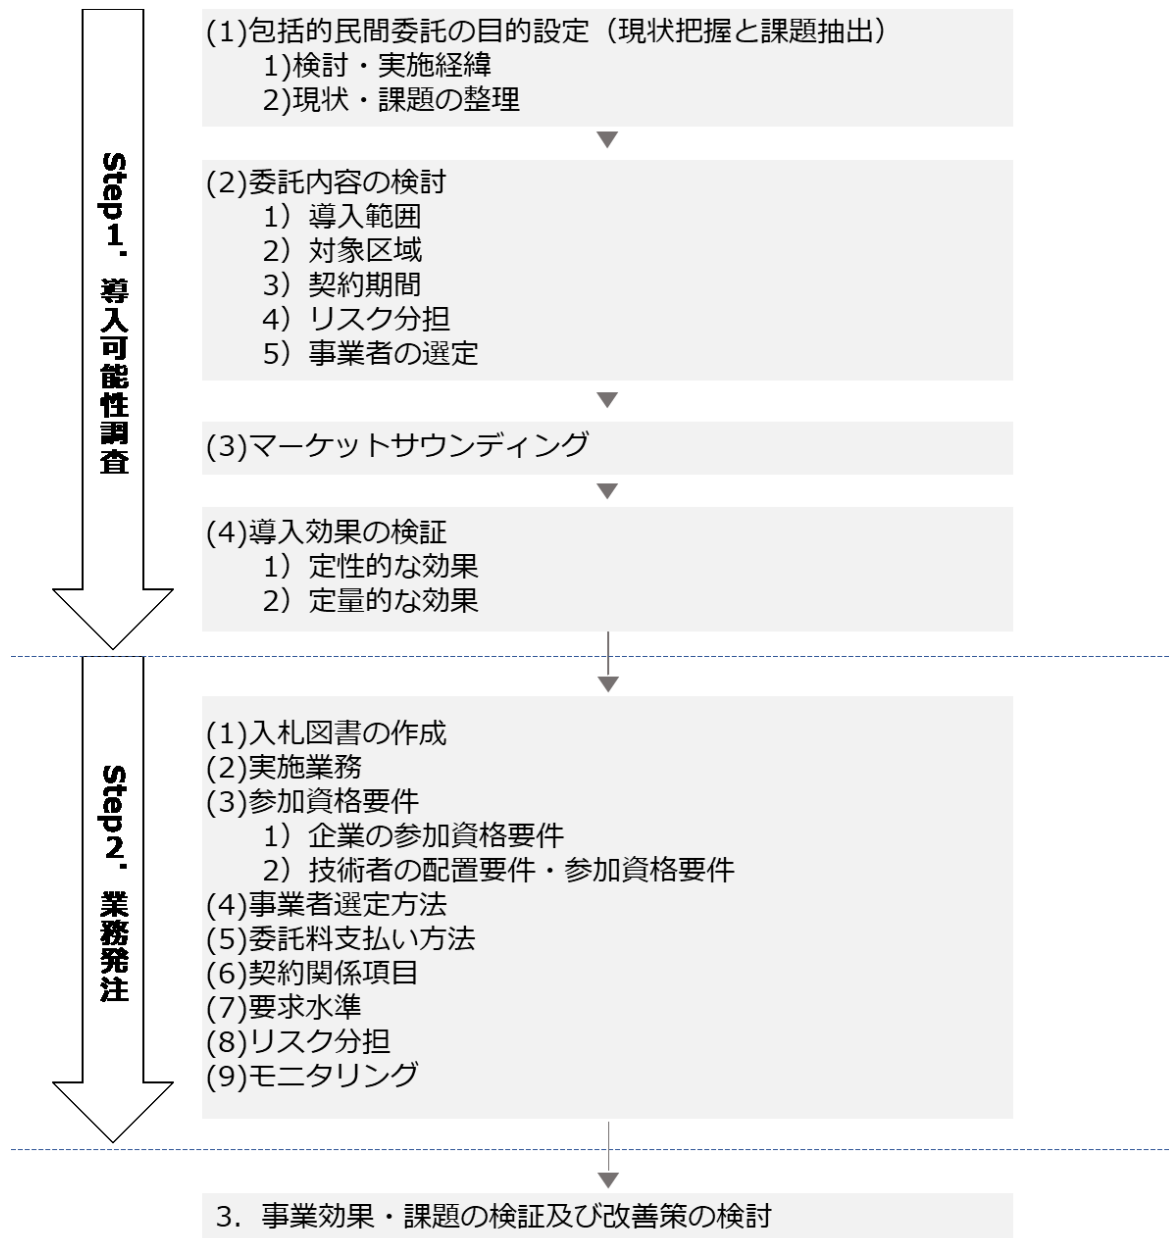 (1)包括的民間委託の目的設定（現状把握と課題抽出）
1)検討・実施経緯
2)現状・課題の整理
Step1．導入可能性調査
(2)委託内容の検討
1）導入範囲
2）対象区域
3）契約期間
4）リスク分担
5）事業者の選定
(3)マーケットサウンディング
(4)導入効果の検証
1）定性的な効果
2）定量的な効果
Step2．業務発注
(1)入札図書の作成
(2)実施業務
(3)参加資格要件
1）企業の参加資格要件
2）技術者の配置要件・参加資格要件
(4)事業者選定方法
(5)委託料支払い方法
(6)契約関係項目
(7)要求水準
(8)リスク分担
(9)モニタリング
3．事業効果・課題の検証及び改善策の検討